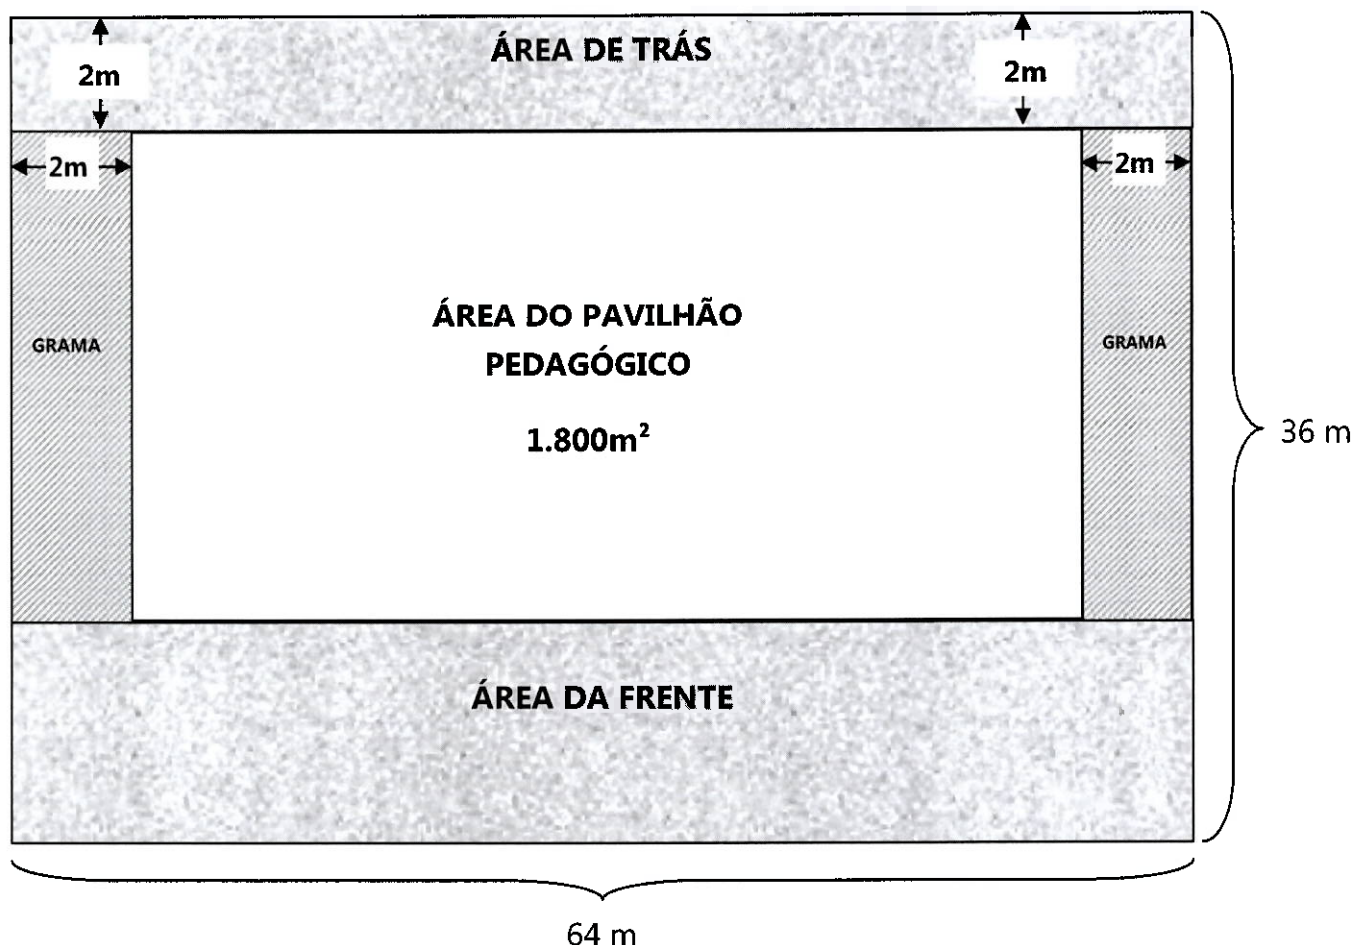 ÁREA DE TRÁS
2m
2m
2m
2m
ÁREA DO PAVILHÃO
PEDAGÓGICO
1.800m²
GRAMA
GRAMA
36 m
ÁREA DA FRENTE
64 m